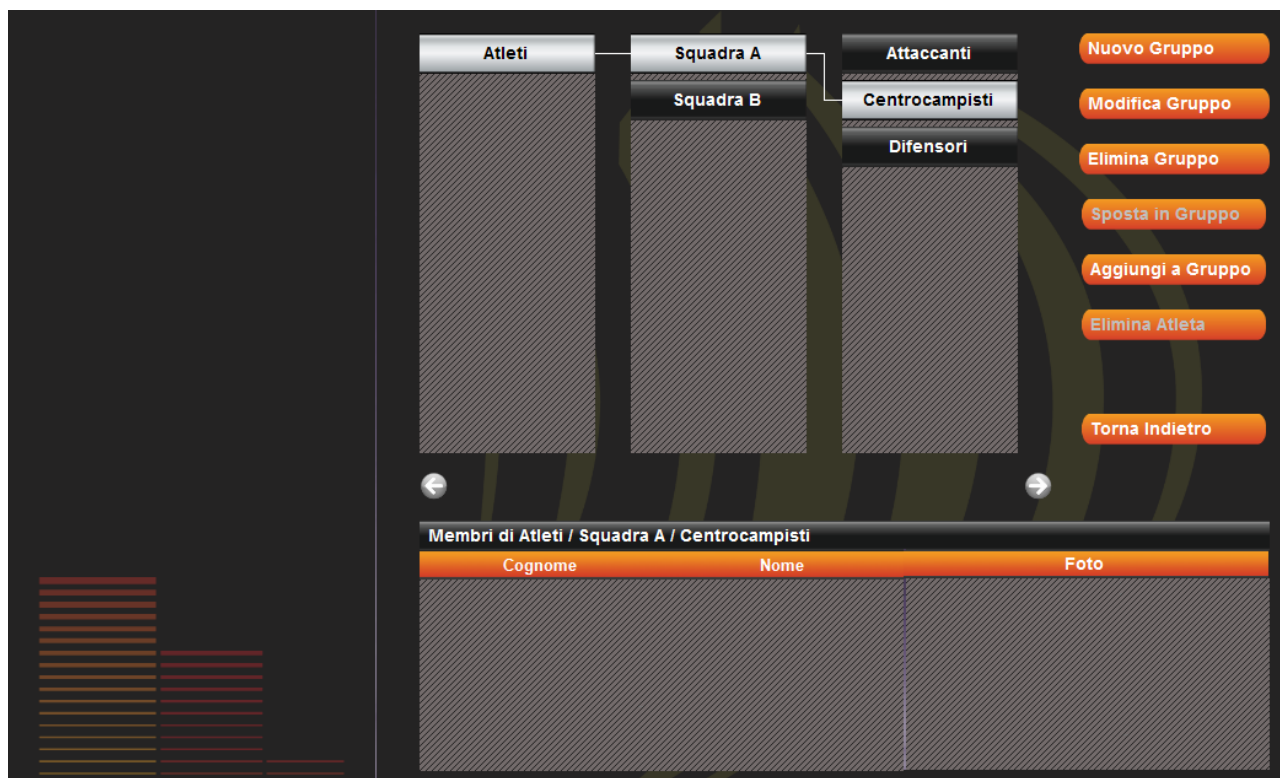 Atleti
Squadra A
Squadra B
Attaccanti
Centrocampisti
Difensori
Nuovo Gruppo
Modifica Gruppo
Elimina Gruppo
Sposta in Gruppo
Aggiungi a Gruppo
Elimina Atleta
Torna Indietro
Membri di Atleti / Squadra A / Centrocampisti
Cognome Nome Foto